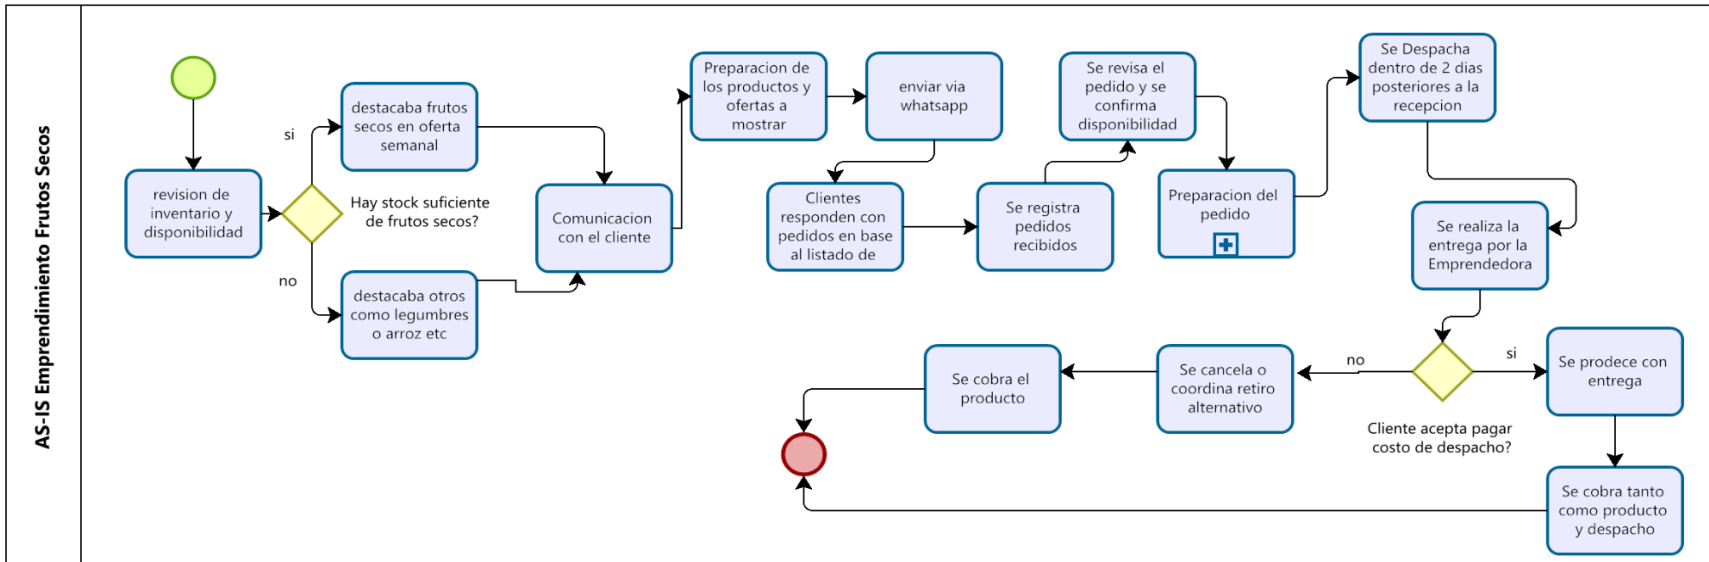 AS-IS Emprendimiento Frutos Secos
revision de
inventario y
disponibilidad
si
no
Hay stock suficiente
de frutos secos?
destacaba frutos
secos en oferta
semanal
destacaba otros
como legumbres
o arroz etc
Comunicacion
con el cliente
Preparacion de
los productos y
ofertas a
mostrar
enviar via
whatsapp
Clientes
responden con
pedidos en base
al listado de
Se registra
pedidos
recibidos
Se revisa el
pedido y se
confirma
disponibilidad
Preparacion del
pedido
Se Despacha
dentro de 2 dias
posteriores a la
recepcion
Se realiza la
entrega por la
Emprendedora
Cliente acepta pagar
costo de despacho?
no
si
Se cancela o
coordina retiro
alternativo
Se cobra el
producto
Se prodece con
entrega
Se cobra tanto
como producto
y despacho